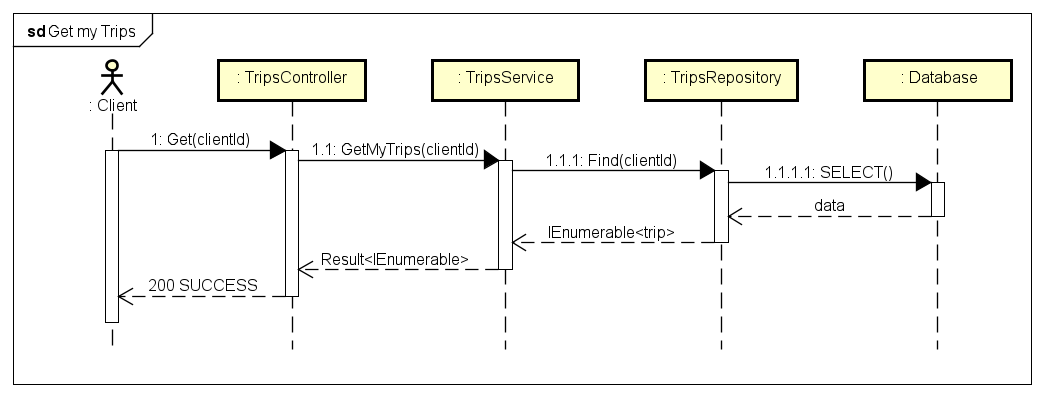 sd Get my Trips
: Client
: TripsController
: TripsService
: TripsRepository
: Database
1: Get(clientId)
1.1: GetMyTrips(clientId)
1.1.1: Find(clientId)
1.1.1.1: SELECT()
data
IEnumerable<trip>
Result<IEnumerable>
200 SUCCESS